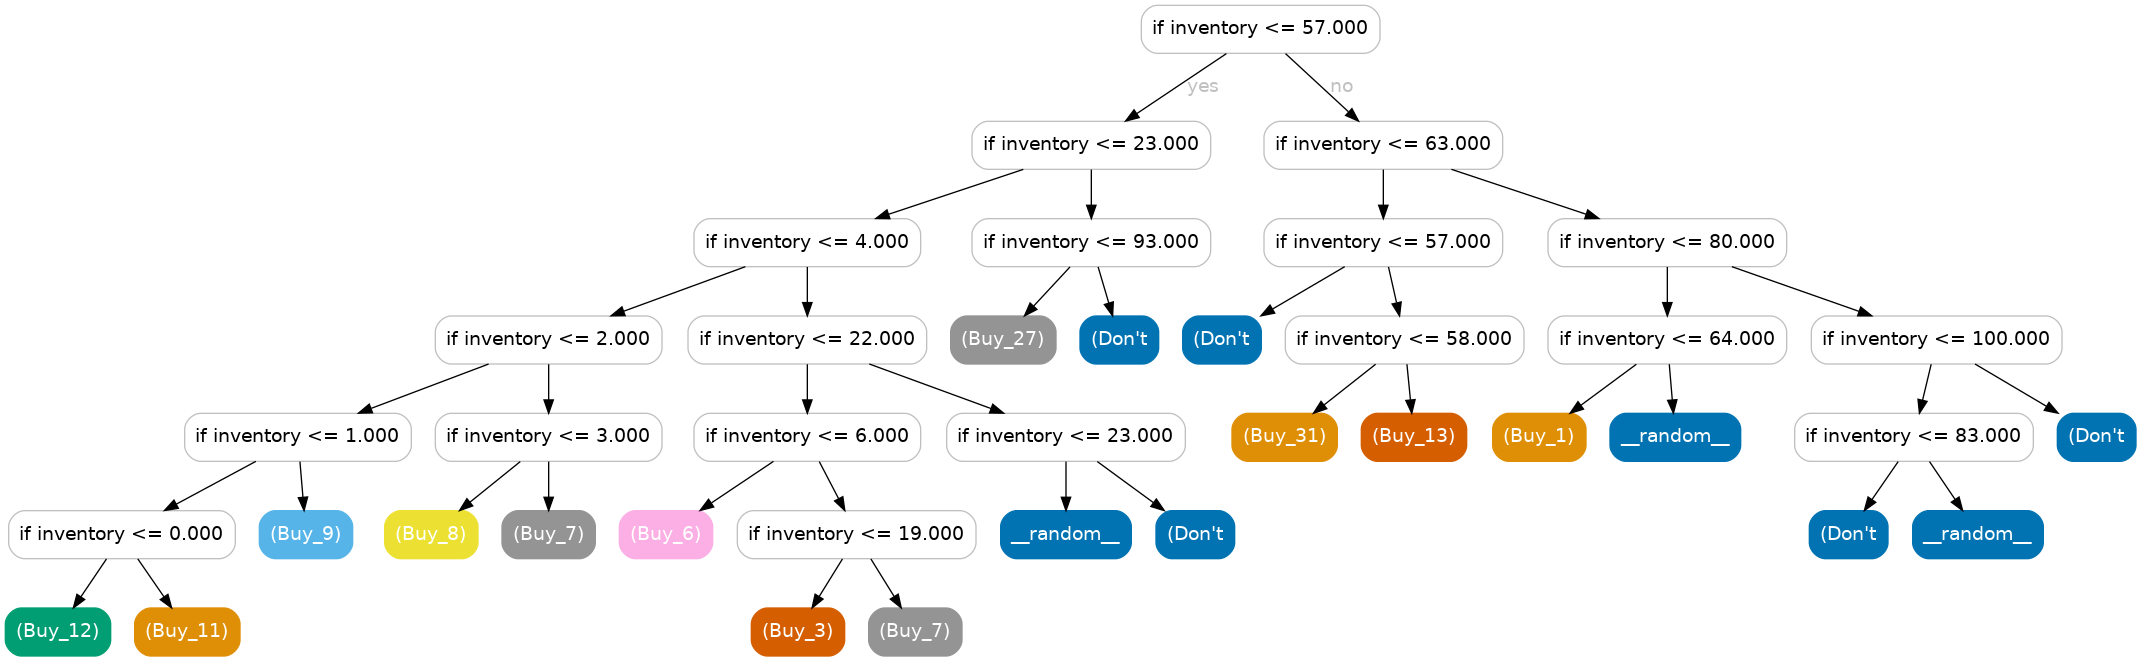 if inventory <= 57.000
yes
no
if inventory <= 23.000
if inventory <= 63.000
if inventory <= 4.000
if inventory <= 93.000
if inventory <= 57.000
if inventory <= 80.000
if inventory <= 2.000
if inventory <= 22.000
(Buy_27)
(Don't
(Don't
if inventory <= 58.000
if inventory <= 64.000
if inventory <= 100.000
if inventory <= 1.000
if inventory <= 3.000
if inventory <= 6.000
if inventory <= 23.000
(Buy_31)
(Buy_13)
(Buy_1)
__random__
if inventory <= 83.000
(Don't
if inventory <= 0.000
(Buy_9)
(Buy_8)
(Buy_7)
(Buy_6)
if inventory <= 19.000
__random__
(Don't
(Don't
__random__
(Buy_12)
(Buy_11)
(Buy_3)
(Buy_7)